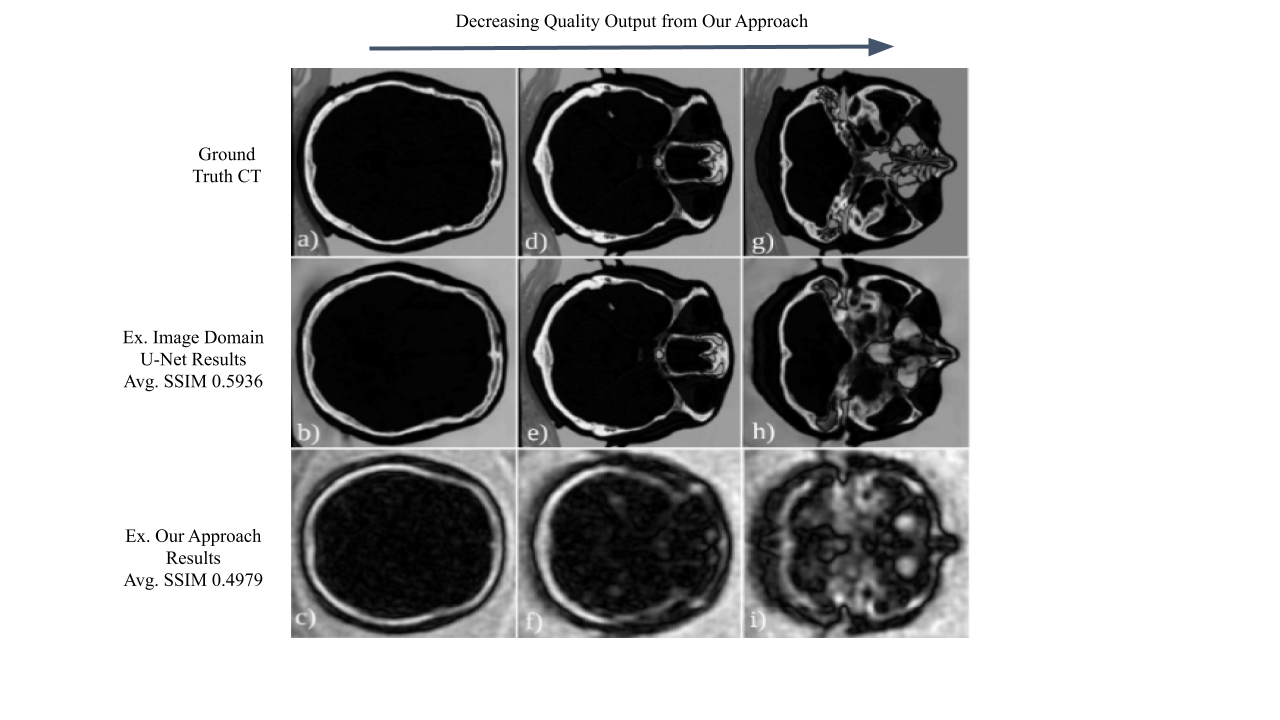 Decreasing Quality Output from Our Approach
Ground
Truth CT
a)
d)
g)
Ex. Image Domain
U-Net Results
Avg. SSIM 0.5936
b)
e)
h)
Ex. Our Approach
Results
Avg. SSIM 0.4979
c)
f)
i)